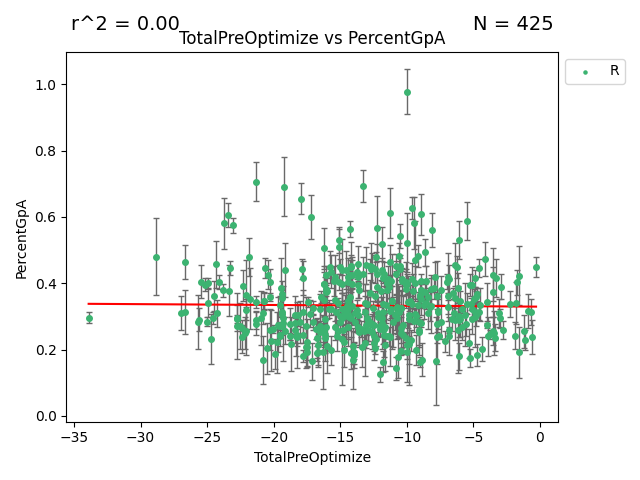 r^2 = 0.00
N = 425
TotalPreOptimize vs PercentGpA
R
PercentGpA
1.0
0.8
0.6
0.4
0.2
0.0
−35 −30 −25 −20 −15 −10 −5 0
TotalPreOptimize